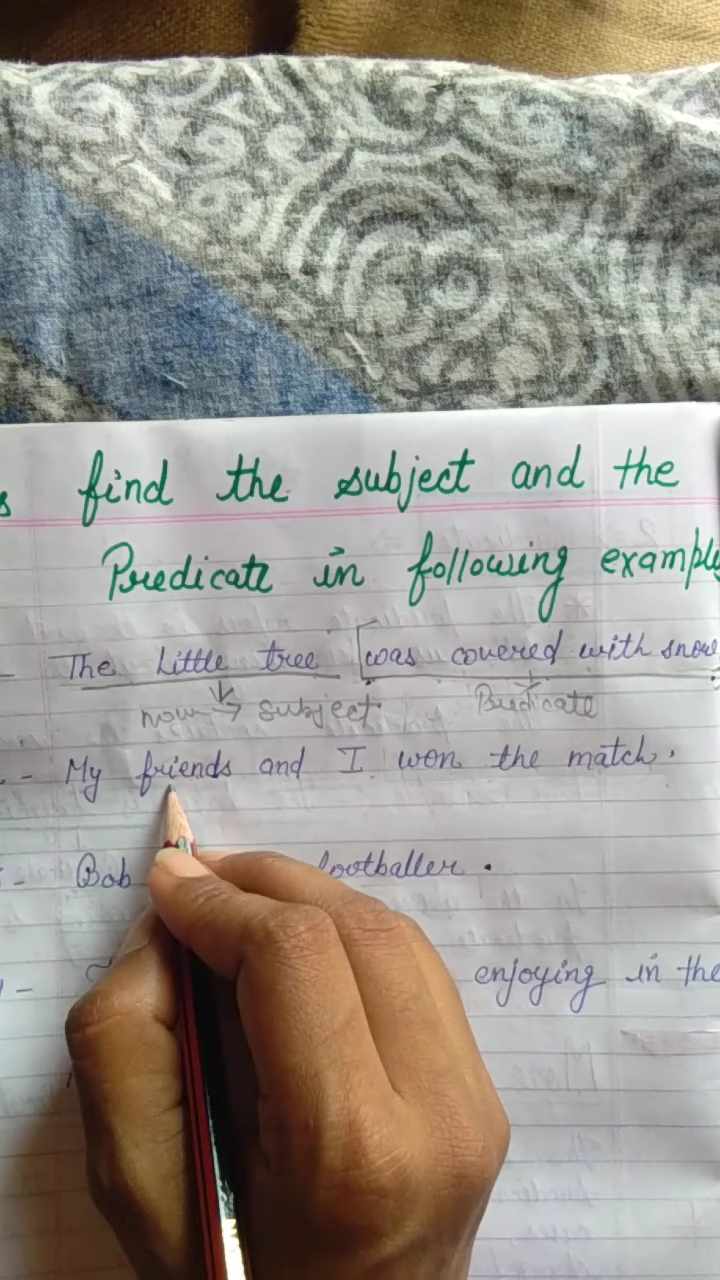 s find the subject and the
Predicate in following example
The Little tree was covered with snow
noun → subject Predicate
- My friends and I won the match.
- Bob footballer.
- enjoying in the